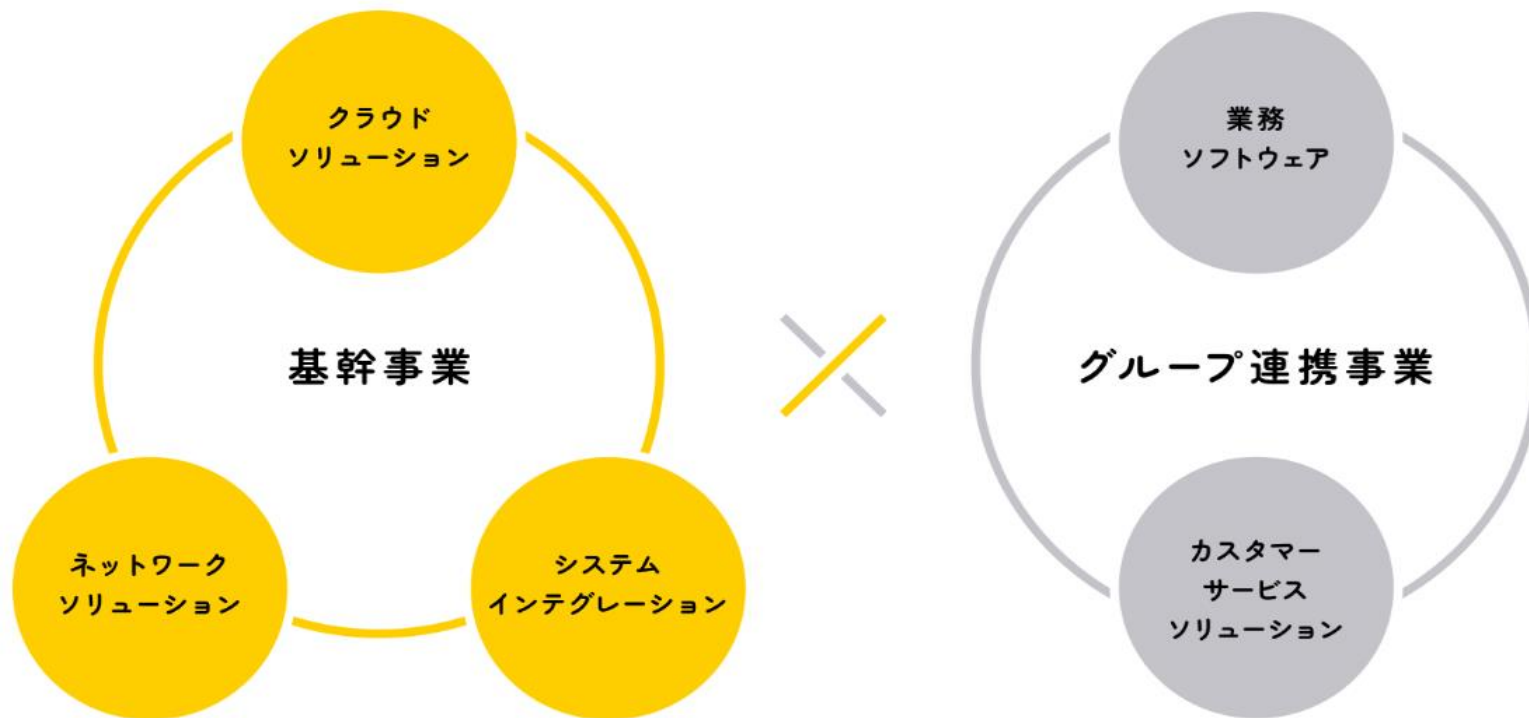 クラウド
ソリューション
基幹事業
ネットワーク
ソリューション
システム
インテグレーション
業務
ソフトウェア
グループ連携事業
カスタマー
サービス
ソリューション